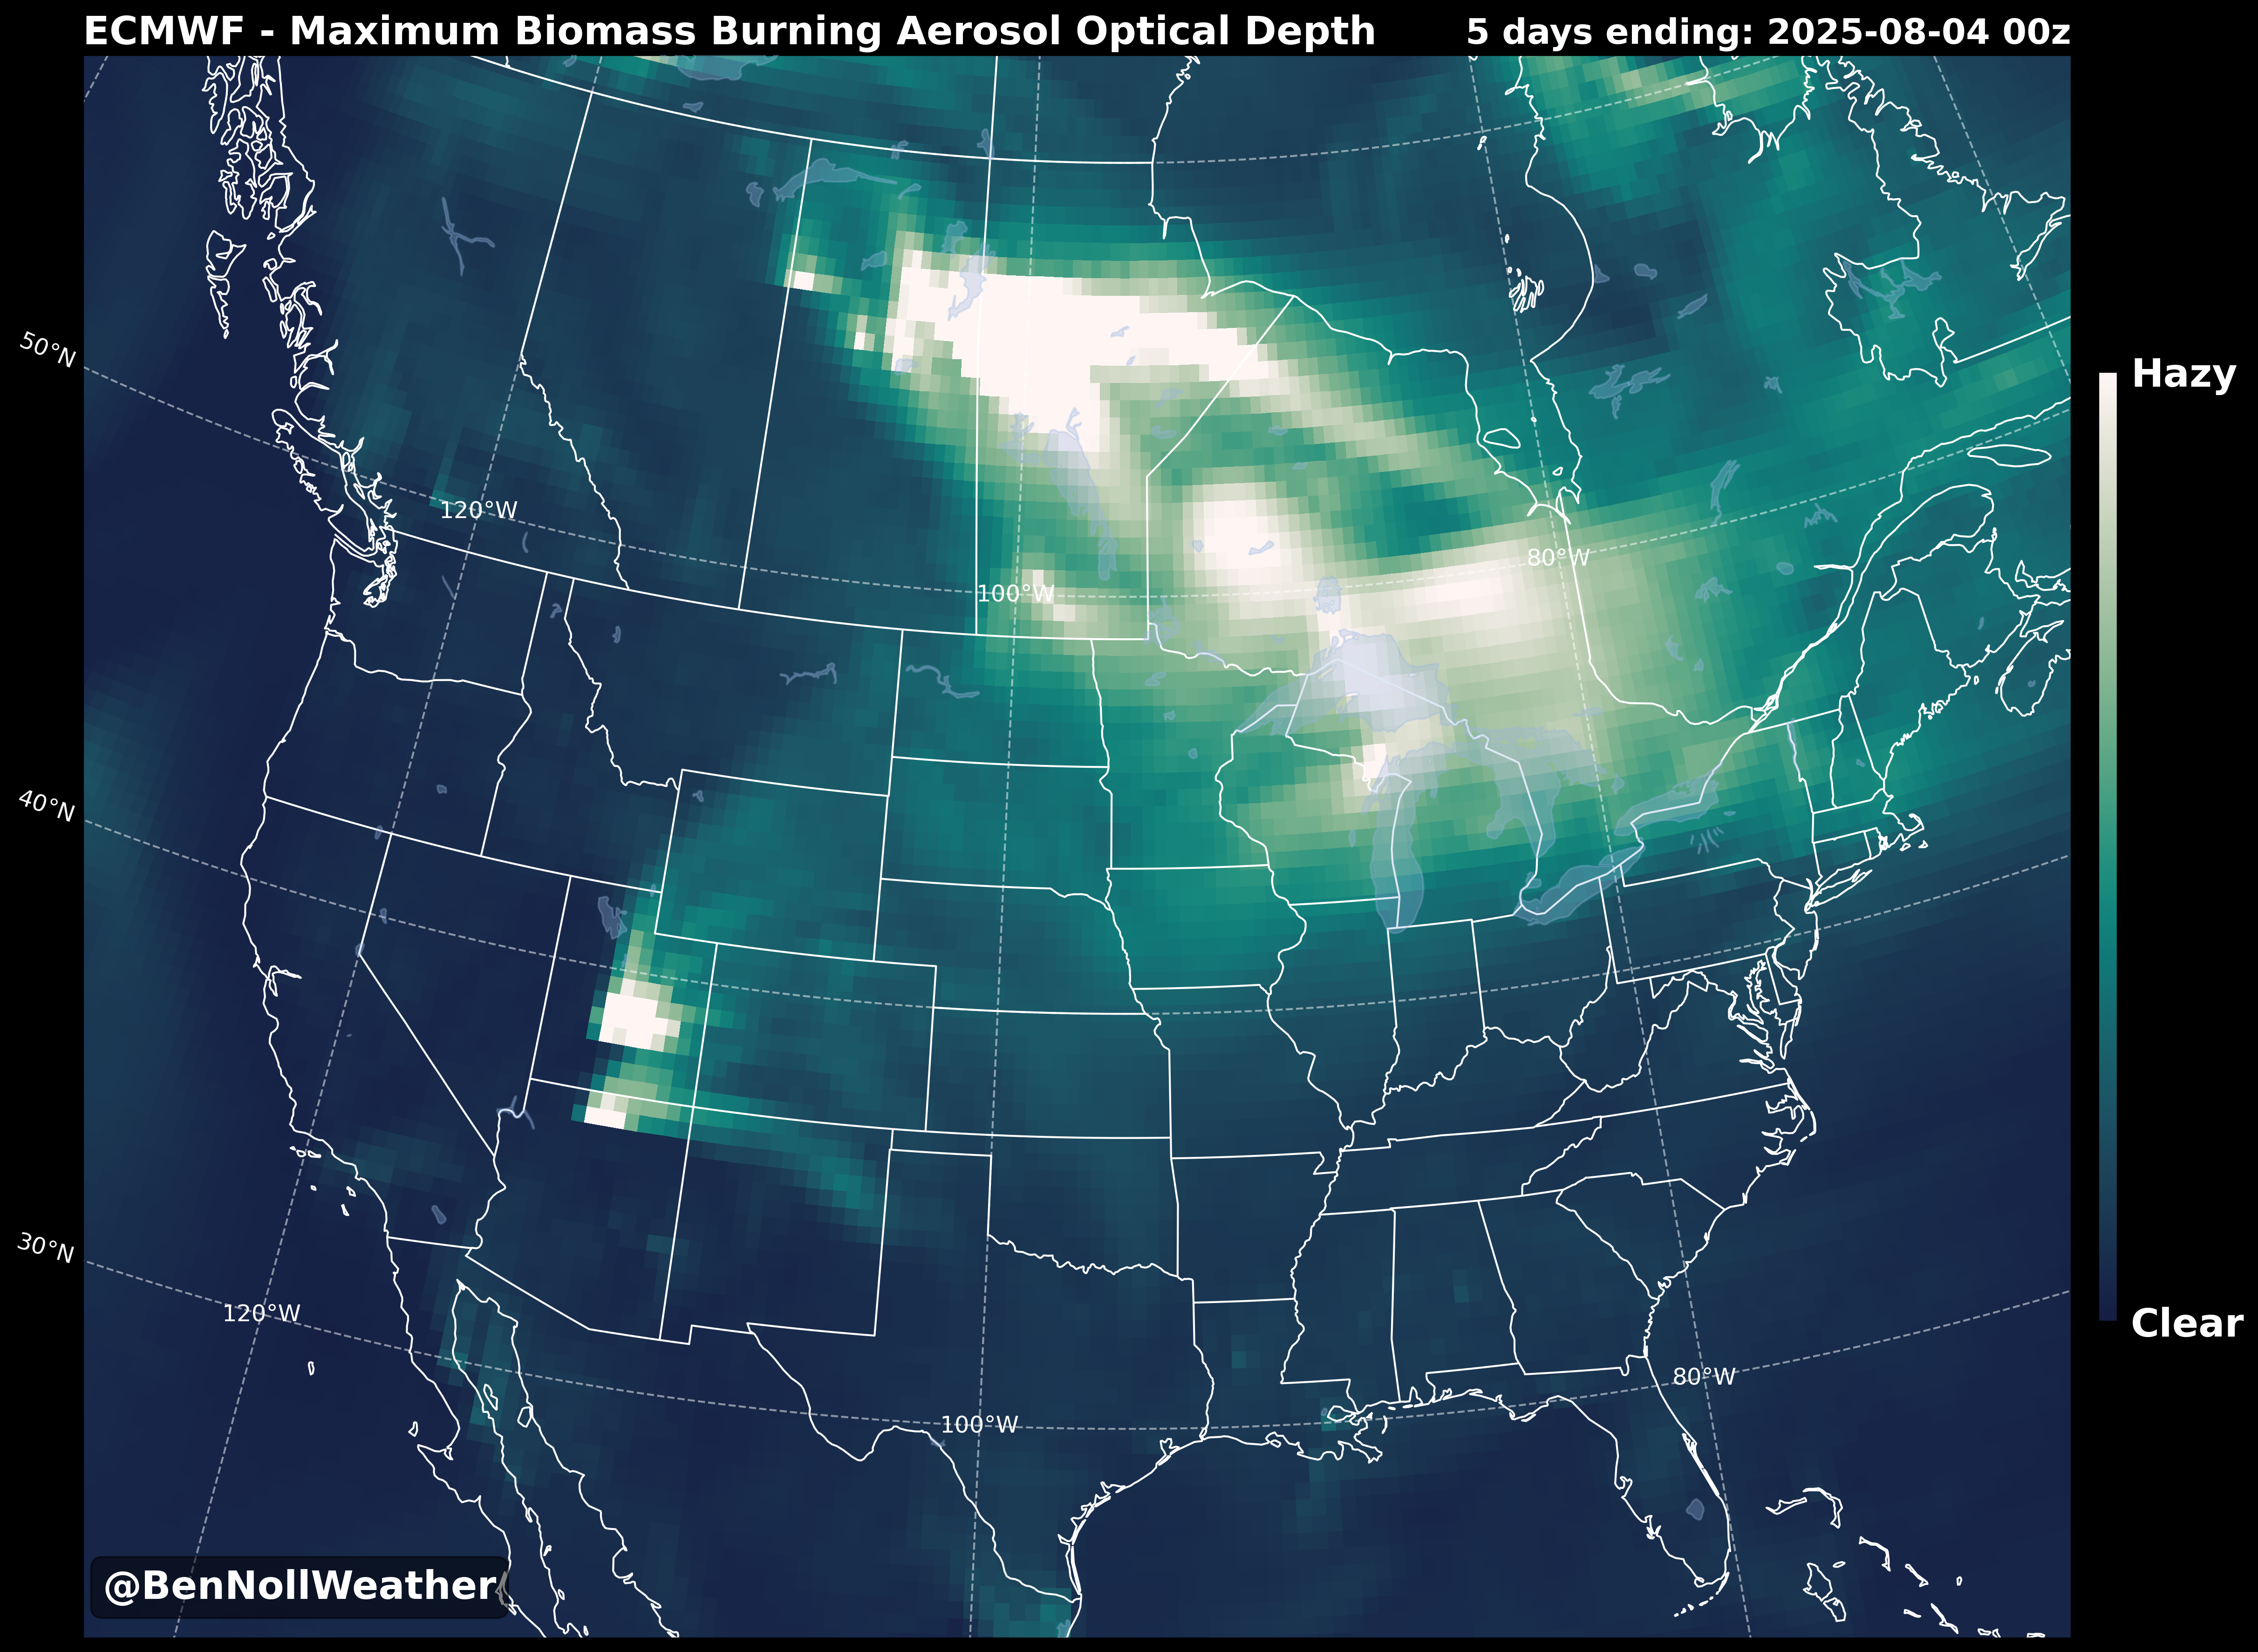 ECMWF - Maximum Biomass Burning Aerosol Optical Depth
5 days ending: 2025-08-04 00z
50°N
Hazy
120°W
80°W
100°W
40°N
30°N
120°W
Clear
80°W
100°W
@BenNollWeather